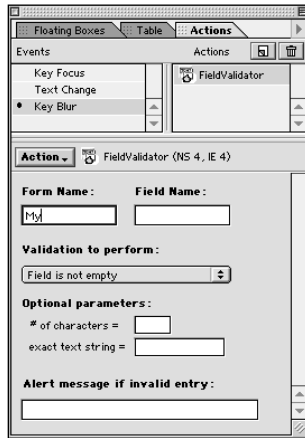 Floating Boxes Table Actions
Events Actions
Key Focus FieldValidator
Text Change
• Key Blur
Action FieldValidator (NS 4, IE 4)
Form Name: Field Name:
My
Validation to perform:
Field is not empty
Optional parameters:
# of characters =
exact text string =
Alert message if invalid entry: